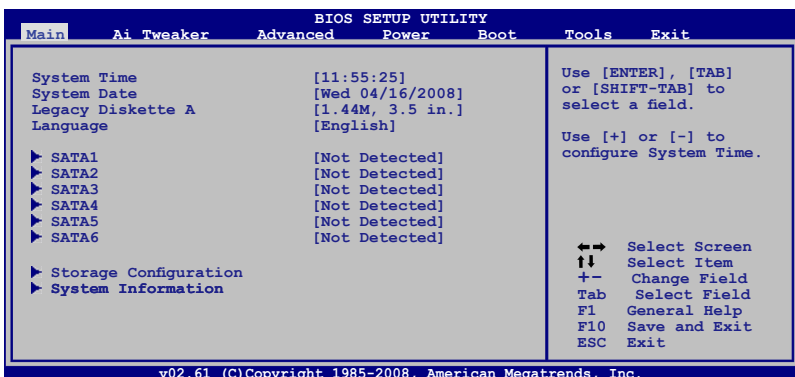 BIOS SETUP UTILITY
Main Ai Tweaker Advanced Power Boot Tools Exit
System Time [11:55:25]
System Date [Wed 04/16/2008]
Legacy Diskette A [1.44M, 3.5 in.]
Language [English]
SATA1 [Not Detected]
SATA2 [Not Detected]
SATA3 [Not Detected]
SATA4 [Not Detected]
SATA5 [Not Detected]
SATA6 [Not Detected]
Storage Configuration
System Information
Use [ENTER], [TAB]
or [SHIFT-TAB] to
select a field.
Use [+] or [-] to
configure System Time.
←→ Select Screen
↑↓ Select Item
+- Change Field
Tab Select Field
F1 General Help
F10 Save and Exit
ESC Exit
v02.61 (C)Copyright 1985-2008, American Megatrends, Inc.